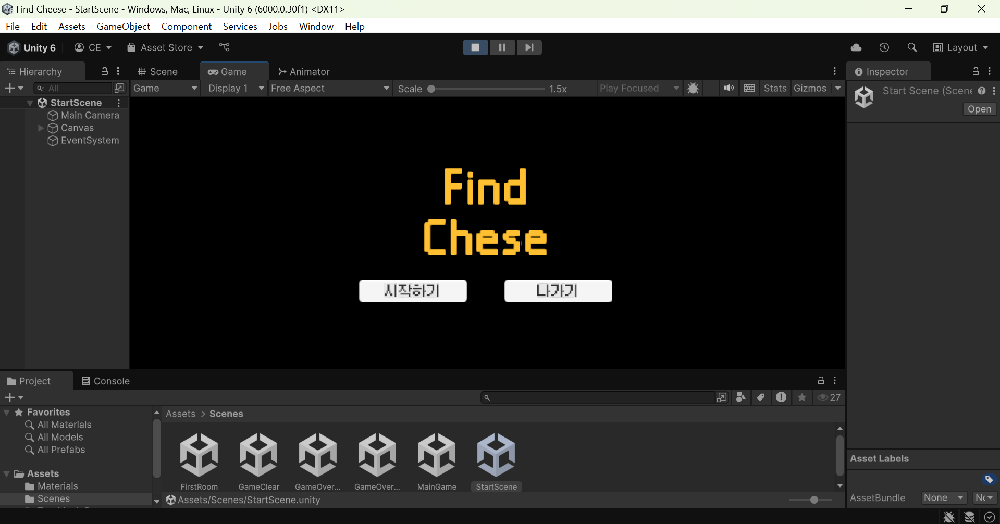 Find Cheese - StartScene - Windows, Mac, Linux - Unity 6 (6000.0.30f1) <DX11>
File Edit Assets GameObject Component Services Jobs Window Help
Unity 6 CE Asset Store Layout
Hierarchy Scene Game Animator Inspector
All Game Display 1 Free Aspect Scale 1.5x Play Focused Stats Gizmos
Start Scene (Scene
Open
StartScene
Main Camera
Canvas
EventSystem
Find
Chese
시작하기 나가기
Project Console
27
Favorites
All Materials
All Models
All Prefabs
Assets
Materials
Scenes
Assets > Scenes
FirstRoom GameClear GameOver... GameOver... MainGame StartScene
Assets/Scenes/StartScene.unity
Asset Labels
AssetBundle None